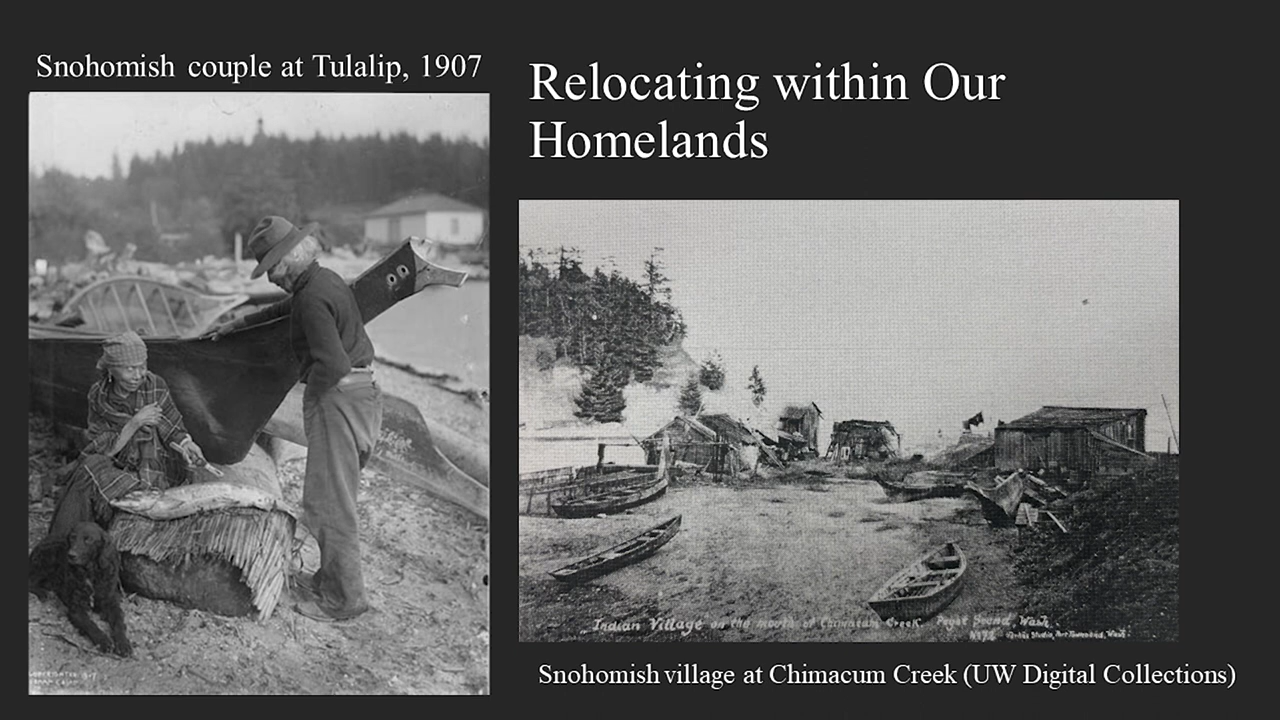 Snohomish couple at Tulalip, 1907
Relocating within Our
Homelands
Indian Village on the mouth of Chimacum Creek. Puget Sound, Wash.
Snohomish village at Chimacum Creek (UW Digital Collections)